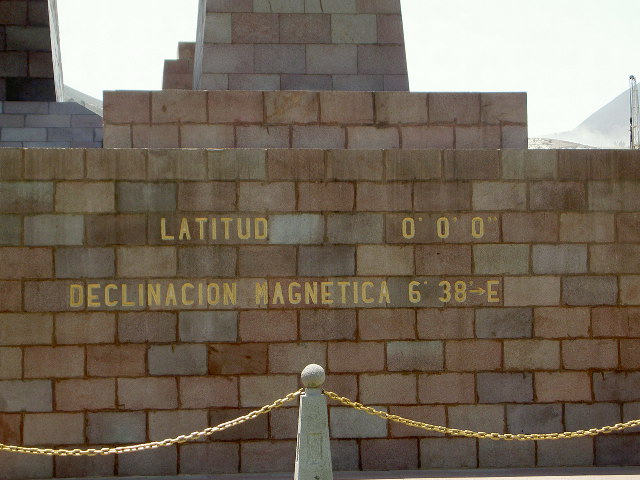 LATITUD 0° 0' 0"
DECLINACION MAGNETICA 6° 38'→E